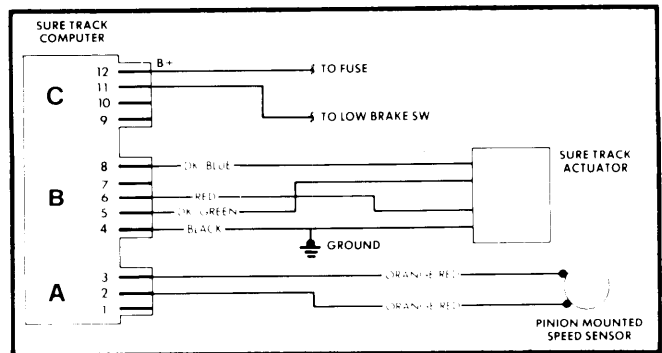 SURE TRACK
COMPUTER
B+
12
TO FUSE
11
C
10
TO LOW BRAKE SW
9
8
DK BLUE
SURE TRACK
ACTUATOR
7
B
6
RED
5
DK GREEN
4
BLACK
GROUND
3
ORANGE RED
A
2
ORANGE RED
1
PINION MOUNTED
SPEED SENSOR